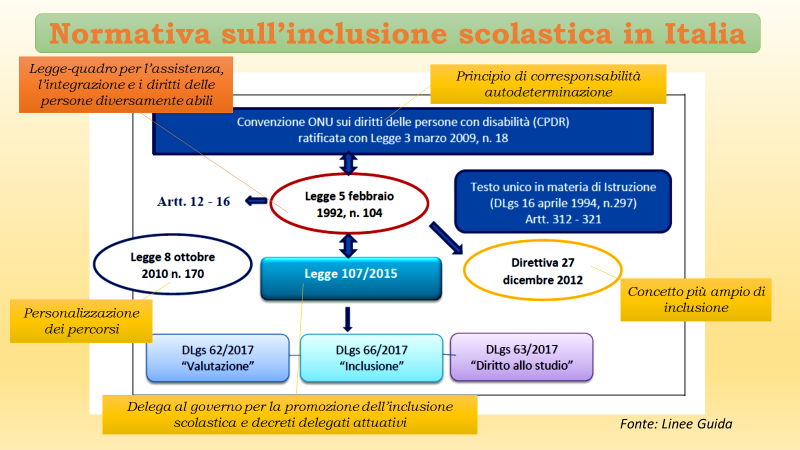 Normativa sull'inclusione scolastica in Italia
Legge-quadro per l'assistenza,
l'integrazione e i diritti delle
persone diversamente abili
Principio di corresponsabilità
autodeterminazione
Convenzione ONU sui diritti delle persone con disabilità (CPDR)
ratificata con Legge 3 marzo 2009, n. 18
Artt. 12 - 16
Legge 5 febbraio
1992, n. 104
Testo unico in materia di Istruzione
(DLgs 16 aprile 1994, n.297)
Artt. 312 - 321
Legge 8 ottobre
2010 n. 170
Legge 107/2015
Direttiva 27
dicembre 2012
Concetto più ampio di
inclusione
Personalizzazione
dei percorsi
DLgs 62/2017
"Valutazione"
DLgs 66/2017
"Inclusione"
DLgs 63/2017
"Diritto allo studio"
Delega al governo per la promozione dell'inclusione
scolastica e decreti delegati attuativi
Fonte: Linee Guida